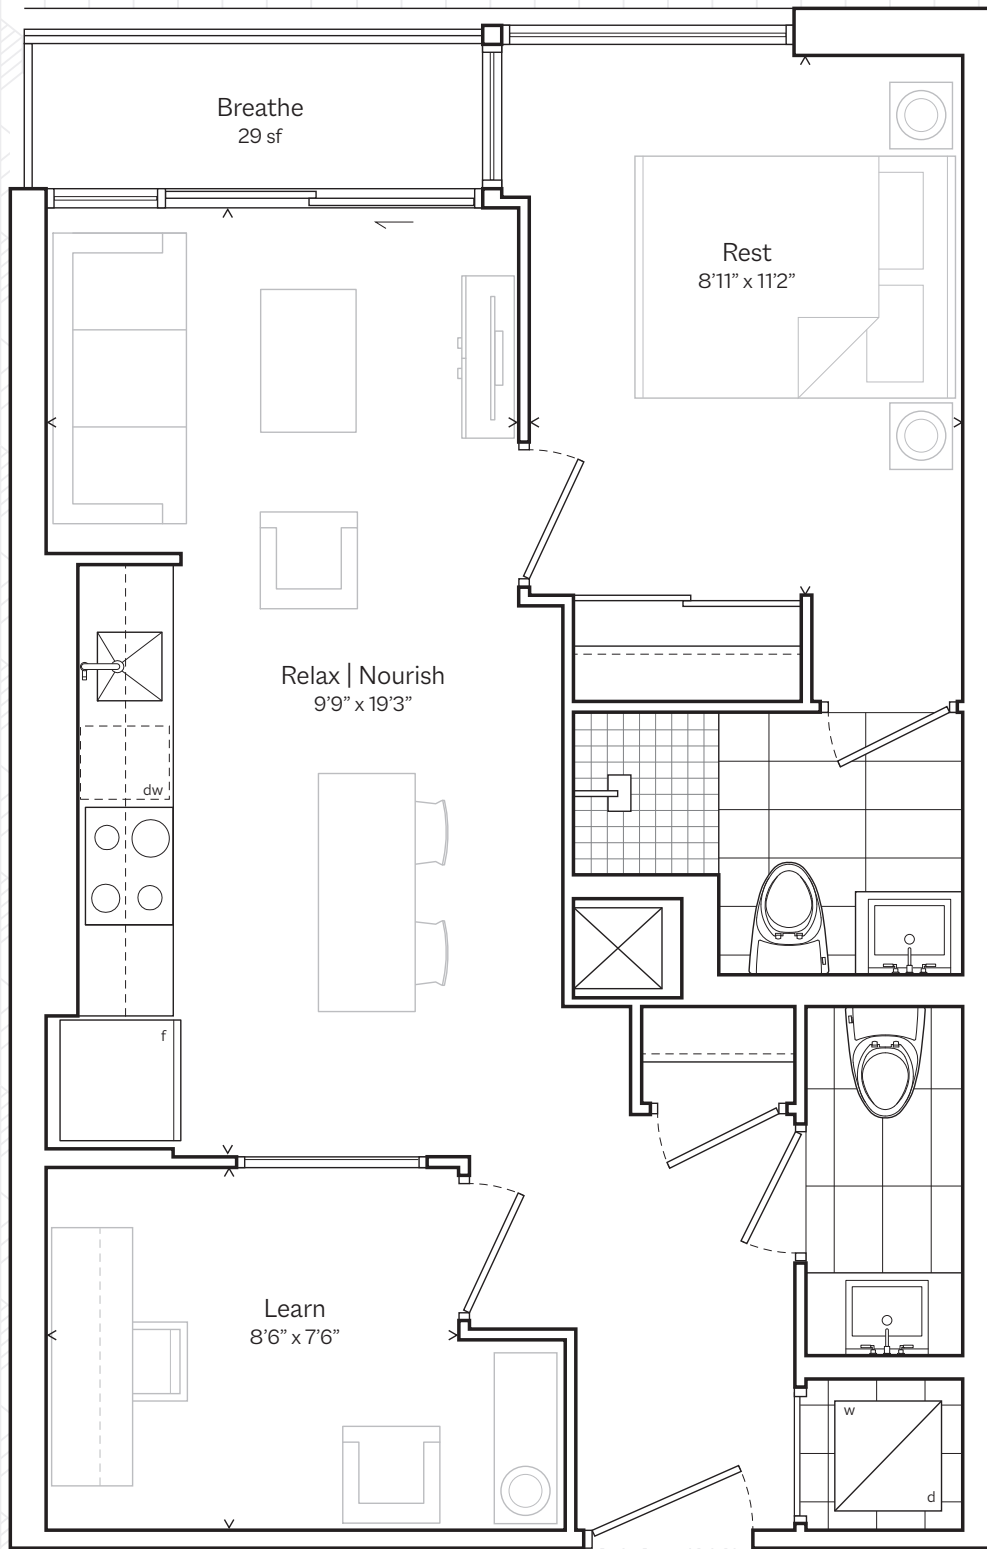 Breathe
29 sf
Rest
8’11” x 11’2”
Relax | Nourish
9’9” x 19’3”
dw
f
Learn
8’6” x 7’6”
w
d